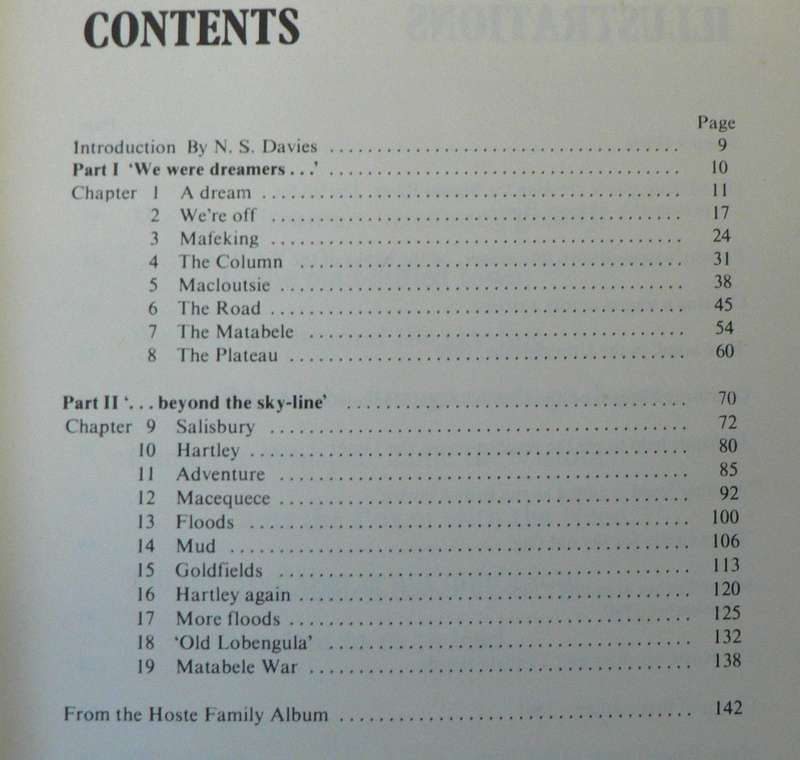 CONTENTS
Page
Introduction By N. S. Davies ........................................ 9
Part I 'We were dreamers . . .' ........................................ 10
Chapter 1 A dream ........................................ 11
2 We're off ........................................ 17
3 Mafeking ........................................ 24
4 The Column ........................................ 31
5 Macloutsie ........................................ 38
6 The Road ........................................ 45
7 The Matabele ........................................ 54
8 The Plateau ........................................ 60
Part II '. . . beyond the sky-line' ........................................ 70
Chapter 9 Salisbury ........................................ 72
10 Hartley ........................................ 80
11 Adventure ........................................ 85
12 Macequece ........................................ 92
13 Floods ........................................ 100
14 Mud ........................................ 106
15 Goldfields ........................................ 113
16 Hartley again ........................................ 120
17 More floods ........................................ 125
18 'Old Lobengula' ........................................ 132
19 Matabele War ........................................ 138
From the Hoste Family Album ........................................ 142